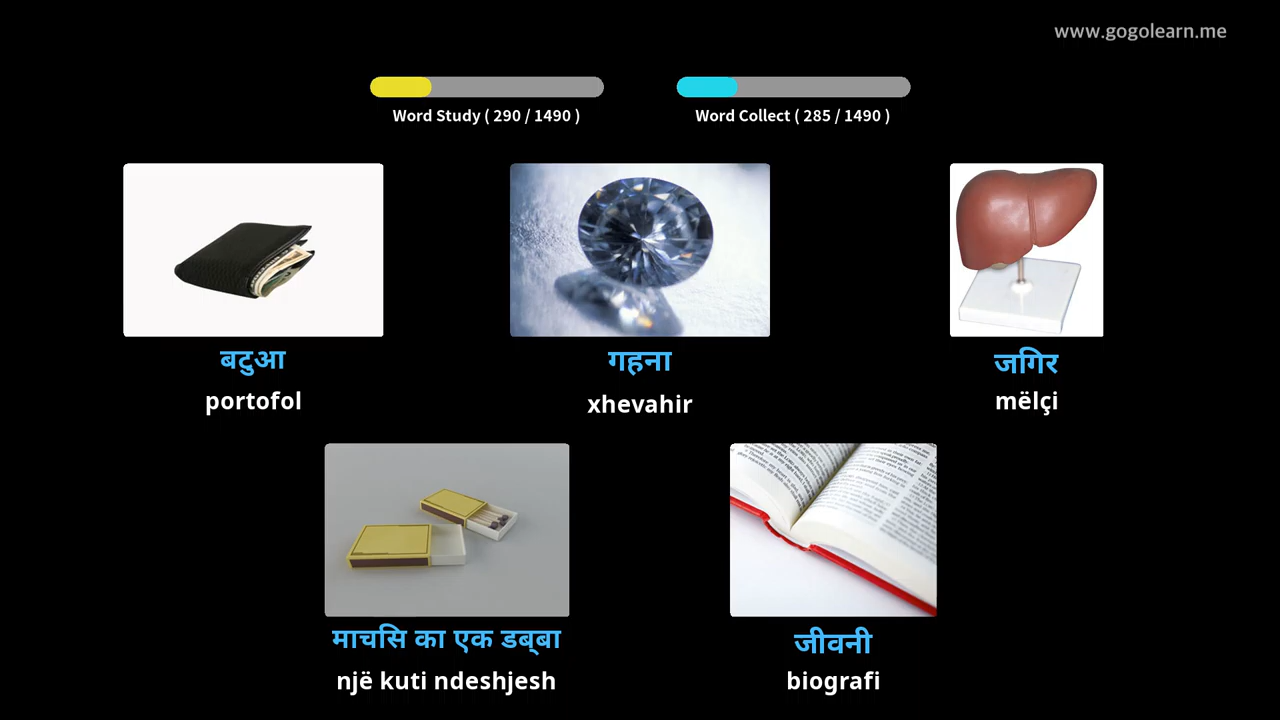 www.gogolearn.me
Word Study ( 290 / 1490 )
Word Collect ( 285 / 1490 )
बटुआ
गहना
जगिर
portofol
xhevahir
mëlçi
माचसि का एक डब्बा
जीवनी
një kuti ndeshjesh
biografi